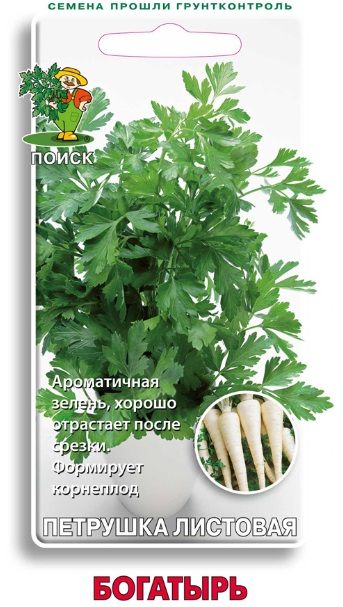 СЕМЕНА ПРОШЛИ ГРУНТКОНТРОЛЬ
ПОИСК
Ароматичная
зелень, хорошо
отрастает после
срезки.
Формирует
корнеплод
ПЕТРУШКА ЛИСТОВАЯ
БОГАТЫРЬ